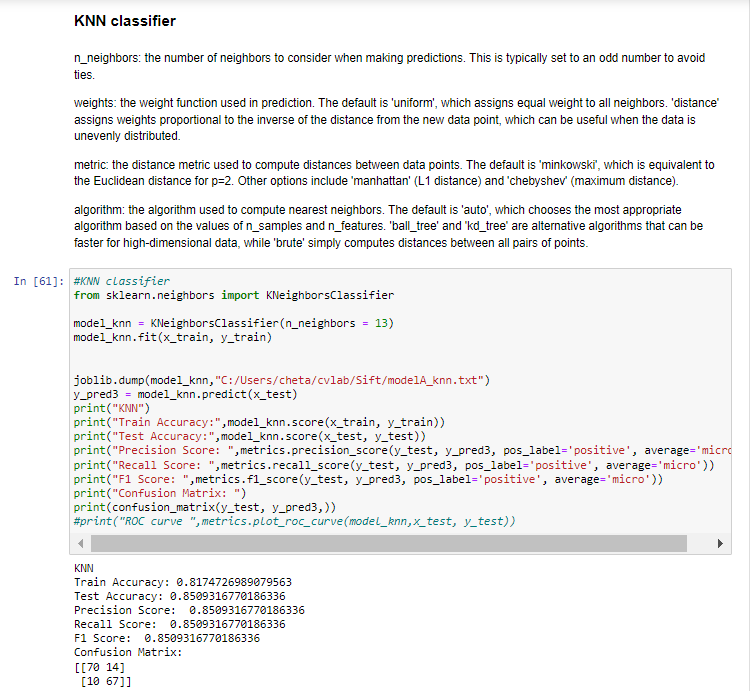 KNN classifier
n_neighbors: the number of neighbors to consider when making predictions. This is typically set to an odd number to avoid
ties.
weights: the weight function used in prediction. The default is 'uniform', which assigns equal weight to all neighbors. 'distance'
assigns weights proportional to the inverse of the distance from the new data point, which can be useful when the data is
unevenly distributed.
metric: the distance metric used to compute distances between data points. The default is 'minkowski', which is equivalent to
the Euclidean distance for p=2. Other options include 'manhattan' (L1 distance) and 'chebyshev' (maximum distance).
algorithm: the algorithm used to compute nearest neighbors. The default is 'auto', which chooses the most appropriate
algorithm based on the values of n_samples and n_features. 'ball_tree' and 'kd_tree' are alternative algorithms that can be
faster for high-dimensional data, while 'brute' simply computes distances between all pairs of points.
In [61]: #KNN classifier
from sklearn.neighbors import KNeighborsClassifier
model_knn = KNeighborsClassifier(n_neighbors = 13)
model_knn.fit(x_train, y_train)
joblib.dump(model_knn,"C:/Users/cheta/cvlab/Sift/modelA_knn.txt")
y_pred3 = model_knn.predict(x_test)
print("KNN")
print("Train Accuracy:",model_knn.score(x_train, y_train))
print("Test Accuracy:",model_knn.score(x_test, y_test))
print("Precision Score: ",metrics.precision_score(y_test, y_pred3, pos_label='positive', average='micro
print("Recall Score: ",metrics.recall_score(y_test, y_pred3, pos_label='positive', average='micro'))
print("F1 Score: ",metrics.f1_score(y_test, y_pred3, pos_label='positive', average='micro'))
print("Confusion Matrix: ")
print(confusion_matrix(y_test, y_pred3,))
#print("ROC curve ",metrics.plot_roc_curve(model_knn,x_test, y_test))
KNN
Train Accuracy: 0.8174726989079563
Test Accuracy: 0.8509316770186336
Precision Score:  0.8509316770186336
Recall Score:  0.8509316770186336
F1 Score:  0.8509316770186336
Confusion Matrix:
[[70 14]
[10 67]]